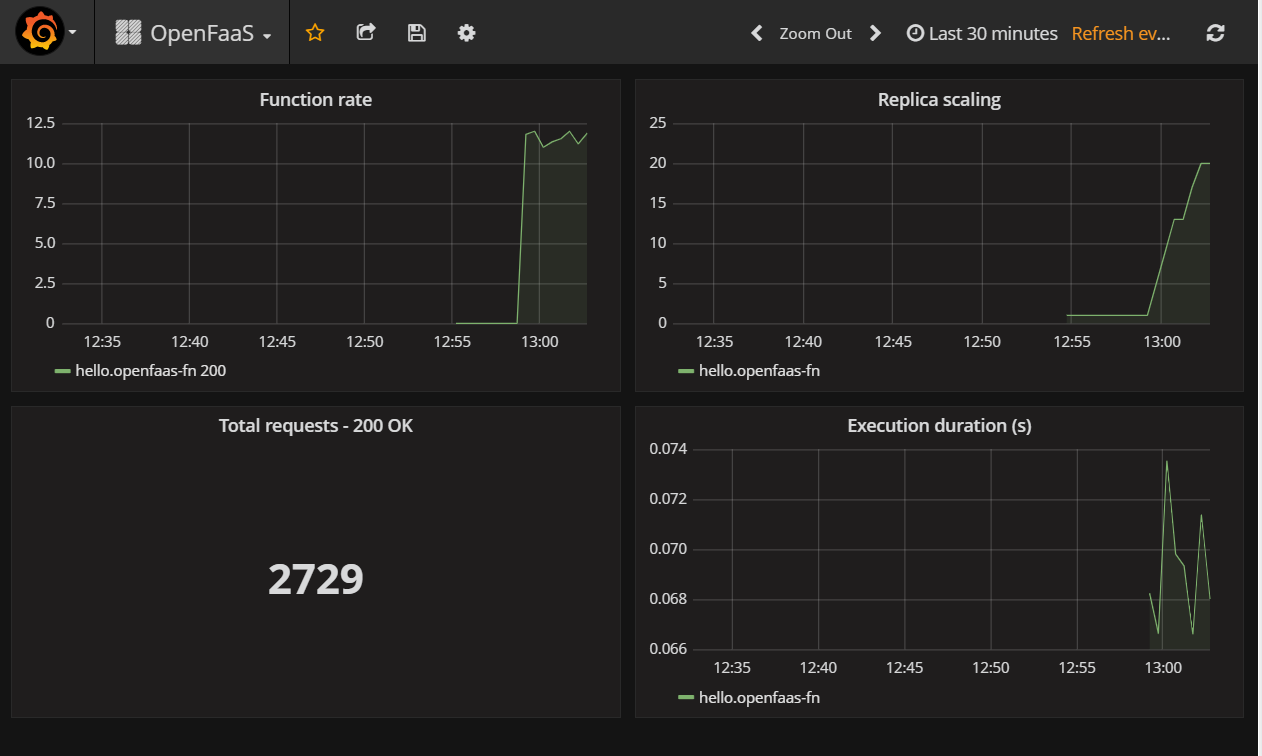 OpenFaaS
Zoom Out
Last 30 minutes
Refresh ev...
Function rate
12.5
10.0
7.5
5.0
2.5
0
12:35 12:40 12:45 12:50 12:55 13:00
hello.openfaas-fn 200
Replica scaling
25
20
15
10
5
0
12:35 12:40 12:45 12:50 12:55 13:00
hello.openfaas-fn
Total requests - 200 OK
2729
Execution duration (s)
0.074
0.072
0.070
0.068
0.066
12:35 12:40 12:45 12:50 12:55 13:00
hello.openfaas-fn